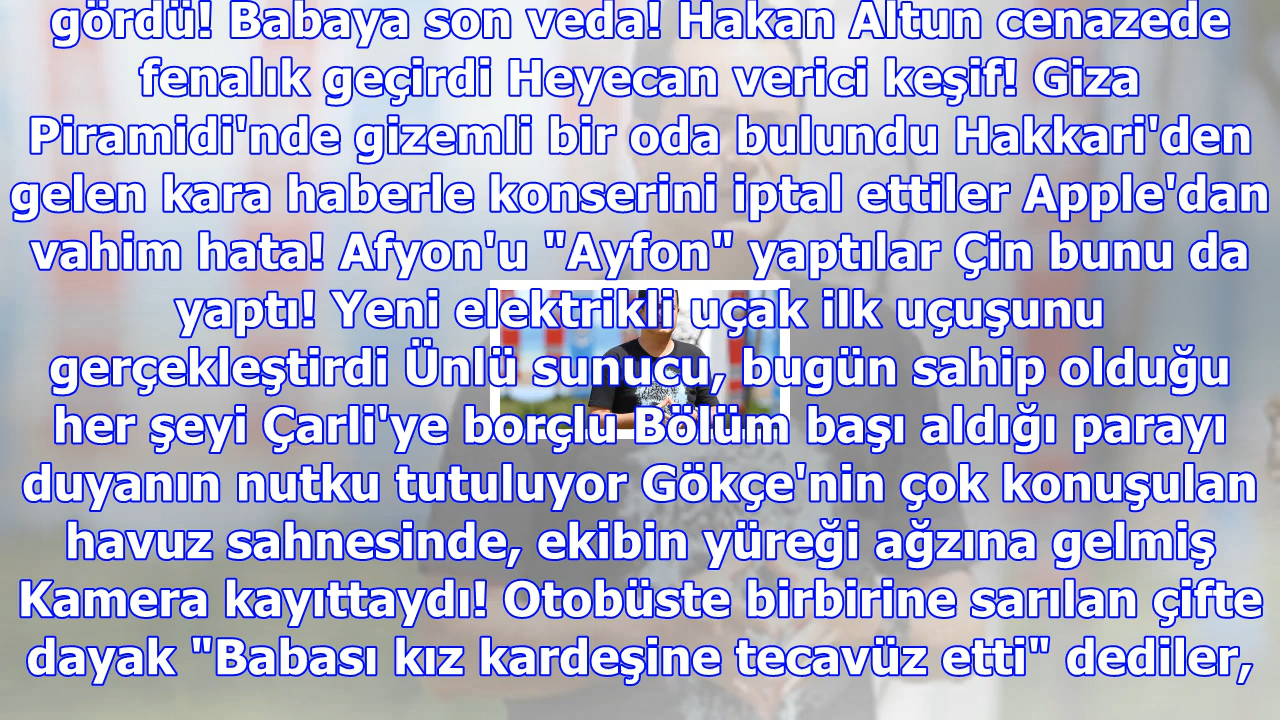 gördü! Babaya son veda! Hakan Altun cenazede
fenalık geçirdi Heyecan verici keşif! Giza
Piramidi'nde gizemli bir oda bulundu Hakkari'den
gelen kara haberle konserini iptal ettiler Apple'dan
vahim hata! Afyon'u "Ayfon" yaptılar Çin bunu da
yaptı! Yeni elektrikli uçak ilk uçuşunu
gerçekleştirdi Ünlü sunucu, bugün sahip olduğu
her şeyi Çarli'ye borçlu Bölüm başı aldığı parayı
duyanın nutku tutuluyor Gökçe'nin çok konuşulan
havuz sahnesinde, ekibin yüreği ağzına gelmiş
Kamera kayıttaydı! Otobüste birbirine sarılan çifte
dayak "Babası kız kardeşine tecavüz etti" dediler,